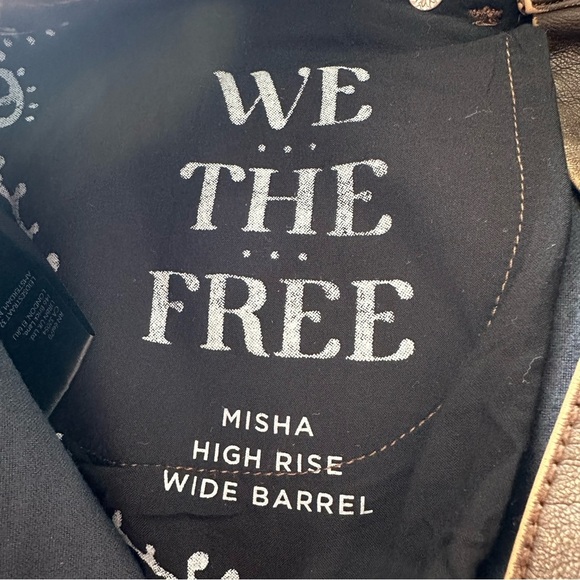 WE
THE
FREE
MISHA
HIGH RISE
WIDE BARREL